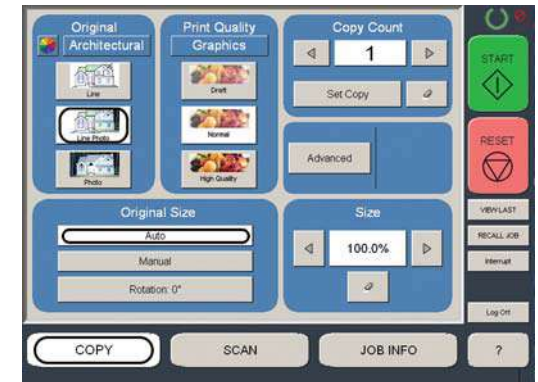 Original
Architectural
Line
Line Photo
Photo
Print Quality
Graphics
Draft
Normal
High Quality
Copy Count
1
Set Copy
Advanced
Original Size
Auto
Manual
Rotation: 0°
Size
100.0%
START
RESET
VIEW LAST
RECALL JOB
Interrupt
Log Off
COPY
SCAN
JOB INFO
?